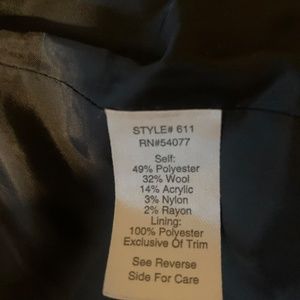 STYLE# 611
RN#54077
Self:
49% Polyester
32% Wool
14% Acrylic
3% Nylon
2% Rayon
Lining:
100% Polyester
Exclusive Of Trim
See Reverse
Side For Care